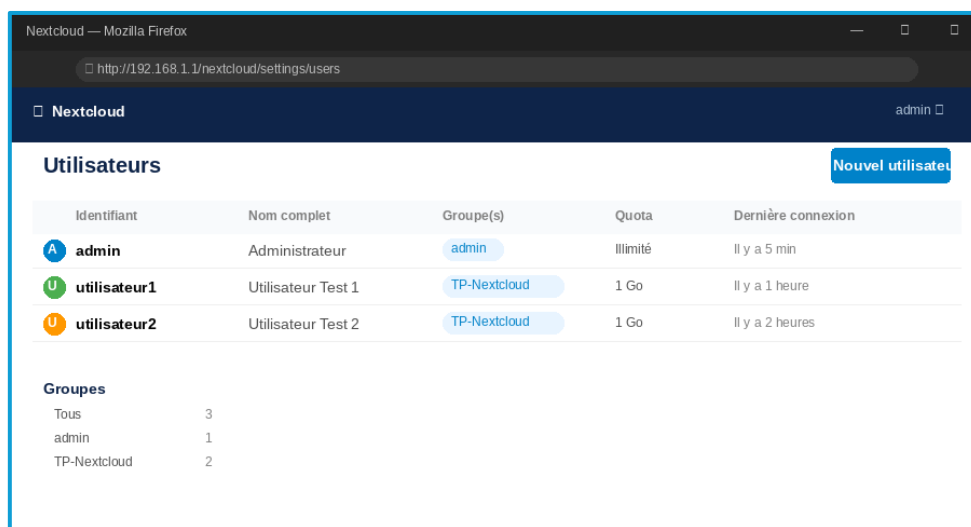 Nextcloud — Mozilla Firefox
http://192.168.1.1/nextcloud/settings/users
Nextcloud admin
Utilisateurs Nouvel utilisateu
Identifiant Nom complet Groupe(s) Quota Dernière connexion
A admin Administrateur admin Illimité Il y a 5 min
U utilisateur1 Utilisateur Test 1 TP-Nextcloud 1 Go Il y a 1 heure
U utilisateur2 Utilisateur Test 2 TP-Nextcloud 1 Go Il y a 2 heures
Groupes
Tous 3
admin 1
TP-Nextcloud 2